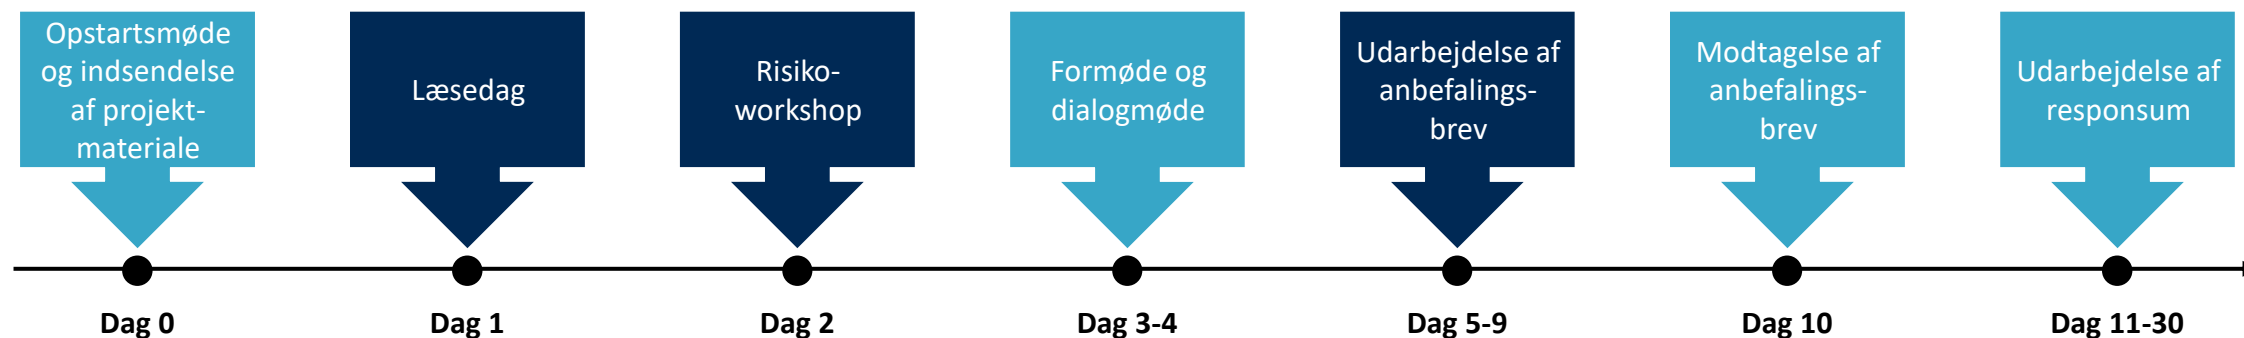 Opstartsmøde
og indsendelse
af projekt-
materiale
Læsedag
Risiko-
workshop
Formøde og
dialogmøde
Udarbejdelse af
anbefalings-
brev
Modtagelse af
anbefalings-
brev
Udarbejdelse af
responsum
Dag 0
Dag 1
Dag 2
Dag 3-4
Dag 5-9
Dag 10
Dag 11-30